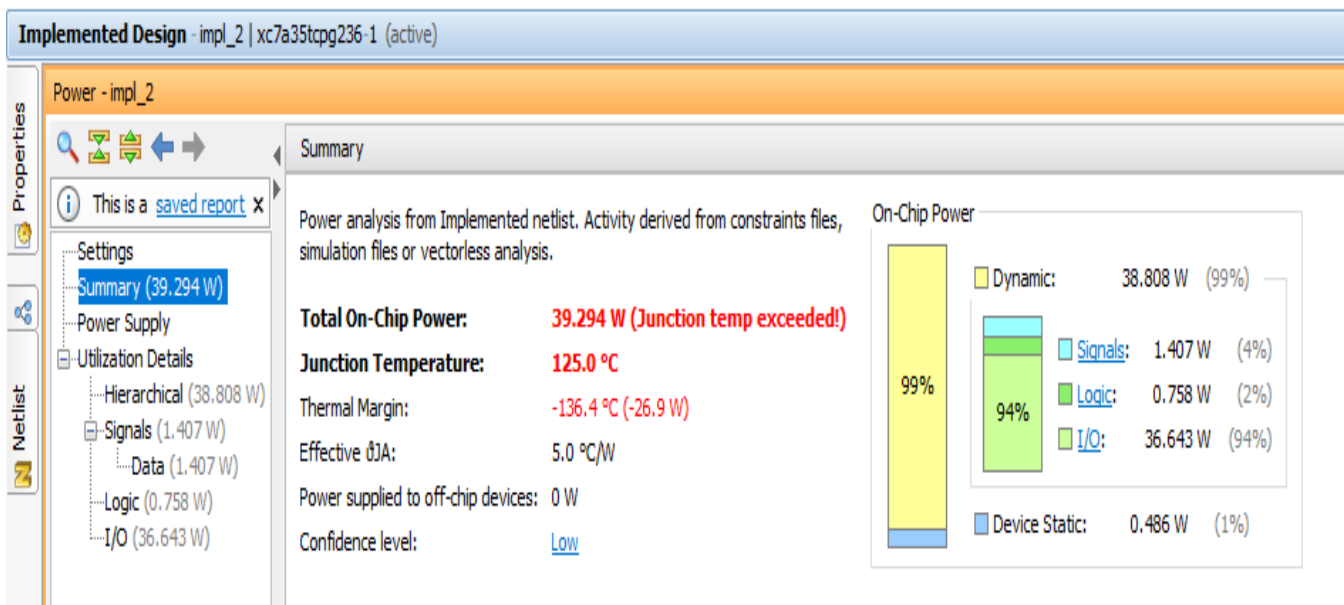 Implemented Design - impl_2 | xc7a35tcpg236-1 (active)
Properties
Netlist
Power - impl_2
This is a saved report x
Settings
Summary (39.294 W)
Power Supply
Utilization Details
Hierarchical (38.808 W)
Signals (1.407 W)
Data (1.407 W)
Logic (0.758 W)
I/O (36.643 W)
Summary
Power analysis from Implemented netlist. Activity derived from constraints files,
simulation files or vectorless analysis.
Total On-Chip Power: 39.294 W (Junction temp exceeded!)
Junction Temperature: 125.0 °C
Thermal Margin: -136.4 °C (-26.9 W)
Effective ϑJA: 5.0 °C/W
Power supplied to off-chip devices: 0 W
Confidence level: Low
On-Chip Power
99%
Dynamic: 38.808 W (99%)
94%
Signals: 1.407 W (4%)
Logic: 0.758 W (2%)
I/O: 36.643 W (94%)
Device Static: 0.486 W (1%)